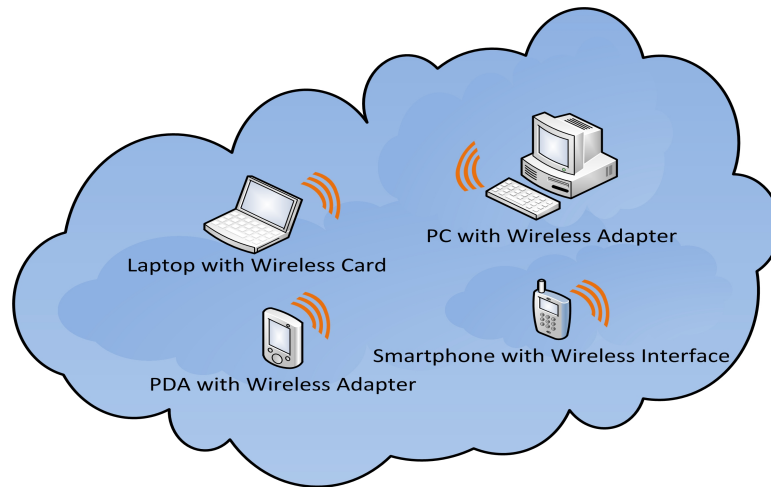 PC with Wireless Adapter
Laptop with Wireless Card
Smartphone with Wireless Interface
PDA with Wireless Adapter